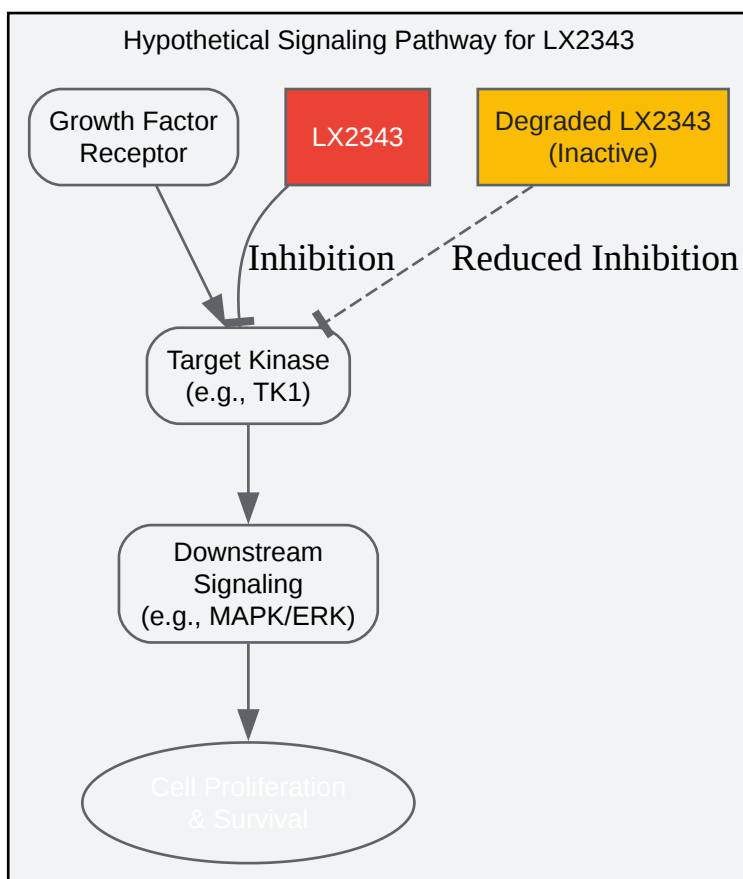 Hypothetical Signaling Pathway for LX2343
Growth Factor
Receptor
LX2343
Degraded LX2343
(Inactive)
Inhibition
Reduced Inhibition
Target Kinase
(e.g., TK1)
Downstream
Signaling
(e.g., MAPK/ERK)
Cell Proliferation
& Survival